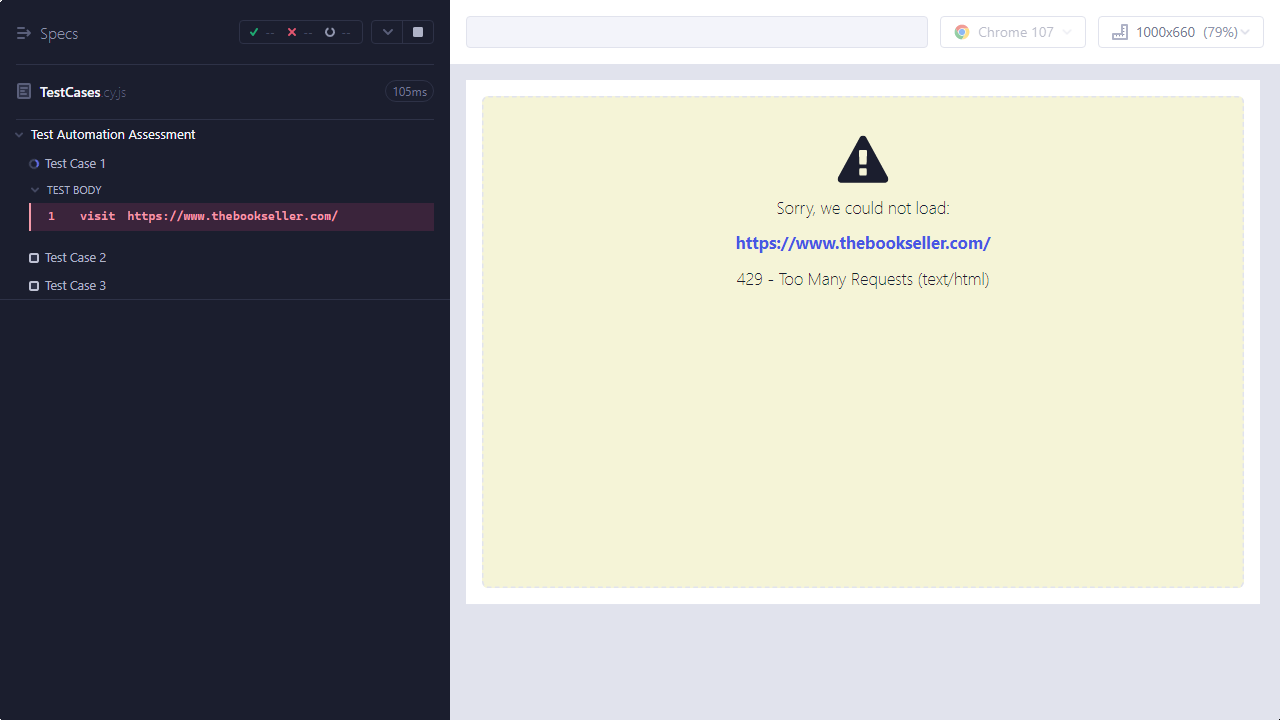 Specs
-- -- --
TestCases cy.js
105ms
Test Automation Assessment
Test Case 1
TEST BODY
1 visit https://www.thebookseller.com/
Test Case 2
Test Case 3
Chrome 107
1000x660 (79%)
Sorry, we could not load:
https://www.thebookseller.com/
429 - Too Many Requests (text/html)